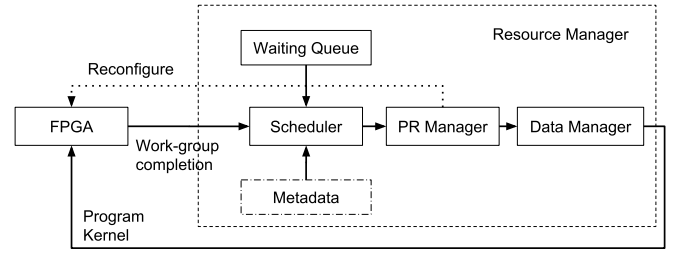 Resource Manager
Waiting Queue
Reconfigure
FPGA
Scheduler
PR Manager
Data Manager
Work-group
completion
Metadata
Program
Kernel